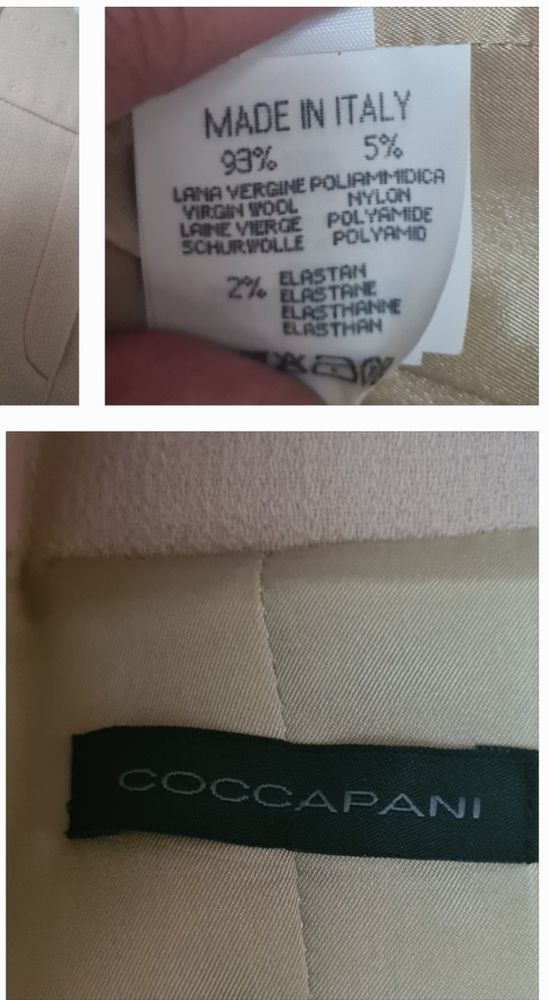 MADE IN ITALY
93% 5%
LANA VERGINE POLIAMMIDICA
VIRGIN WOOL NYLON
LAINE VIERGE POLYAMIDE
SCHURWOLLE POLYAMID
2% ELASTAN
ELASTANE
ELASTHANNE
ELASTHAN
COCCAPANI